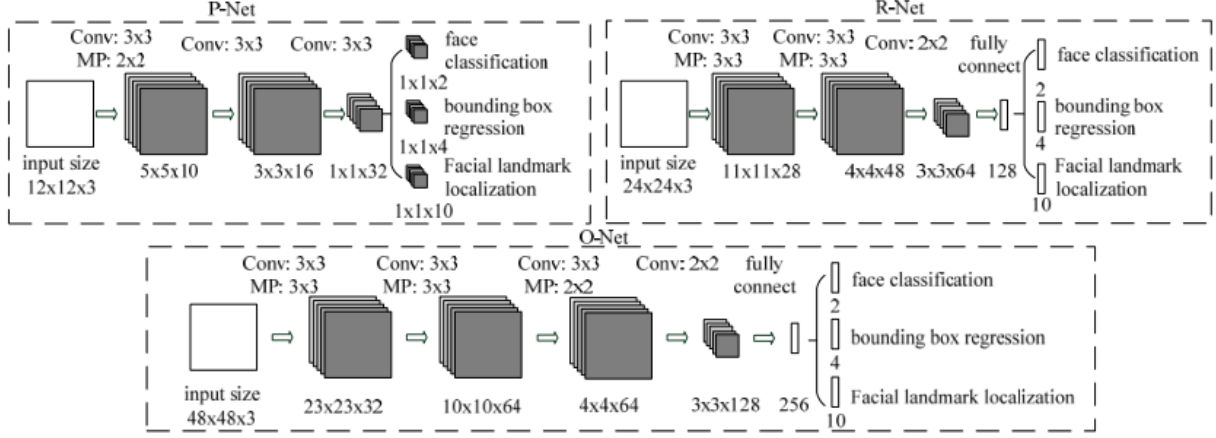 P-Net
Conv: 3x3
MP: 2x2
Conv: 3x3
Conv: 3x3
face
classification
1x1x2
bounding box
regression
1x1x4
Facial landmark
localization
1x1x10
input size
12x12x3
5x5x10
3x3x16
1x1x32
R-Net
Conv: 3x3
MP: 3x3
Conv: 3x3
MP: 3x3
Conv: 2x2
fully
connect
face classification
2
bounding box
regression
4
Facial landmark
localization
10
input size
24x24x3
11x11x28
4x4x48
3x3x64
128
O-Net
Conv: 3x3
MP: 3x3
Conv: 3x3
MP: 3x3
Conv: 3x3
MP: 2x2
Conv: 2x2
fully
connect
face classification
2
bounding box regression
4
Facial landmark localization
10
input size
48x48x3
23x23x32
10x10x64
4x4x64
3x3x128
256